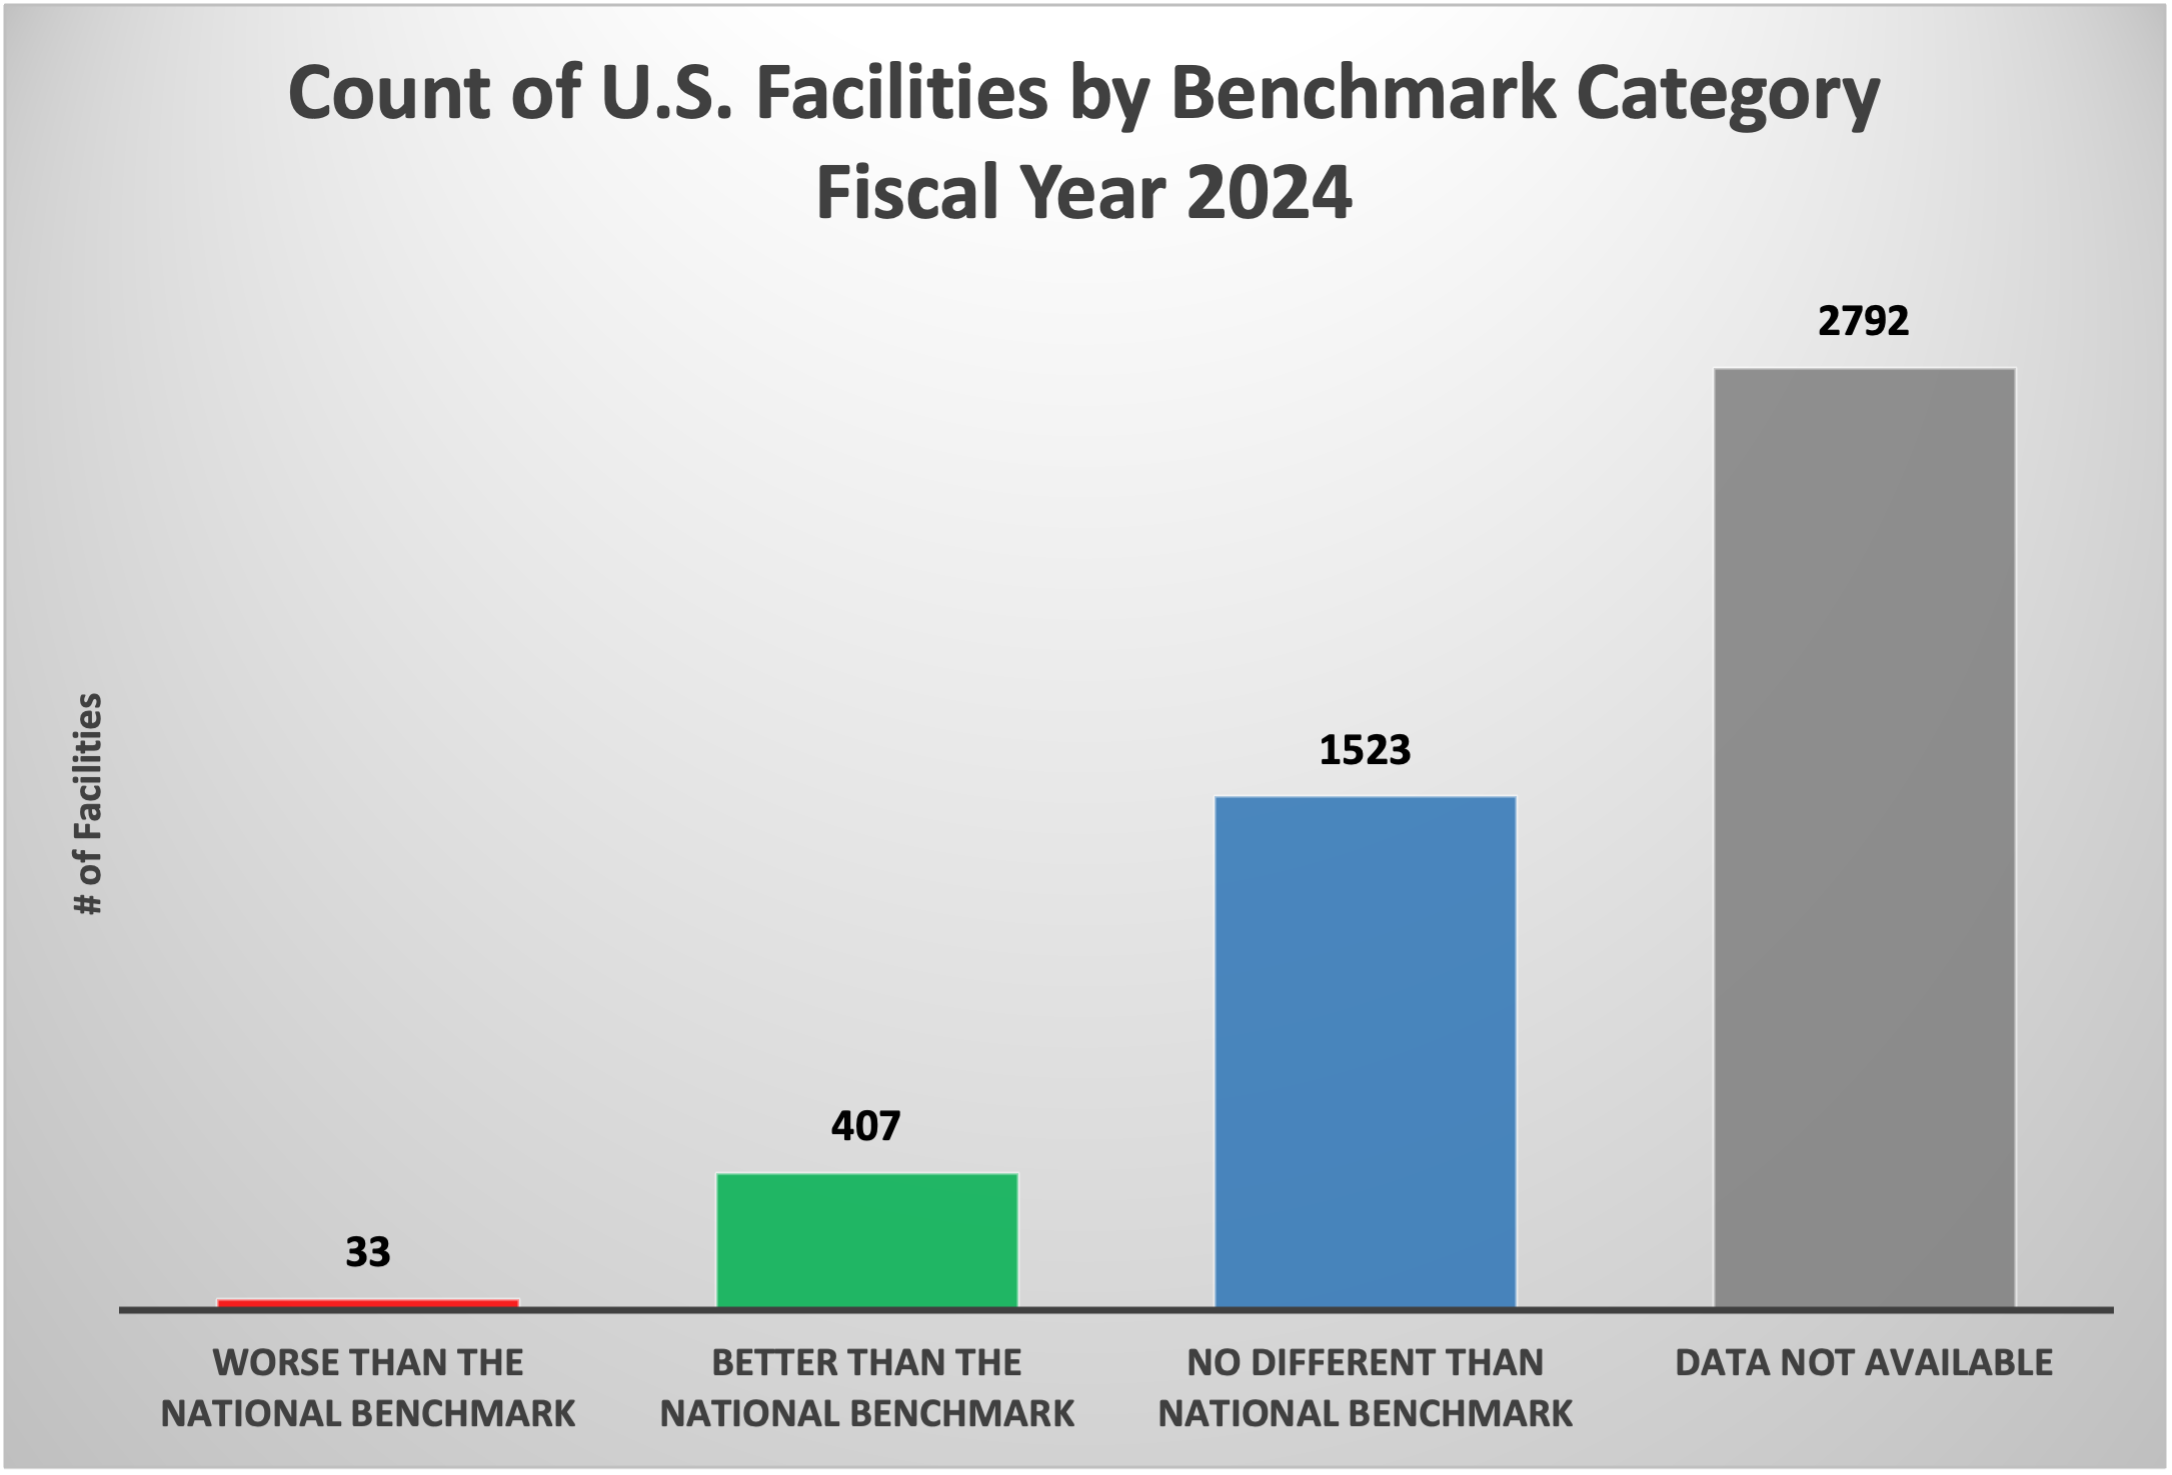 Count of U.S. Facilities by Benchmark Category
Fiscal Year 2024
# of Facilities
33
407
1523
2792
WORSE THAN THE
NATIONAL BENCHMARK
BETTER THAN THE
NATIONAL BENCHMARK
NO DIFFERENT THAN
NATIONAL BENCHMARK
DATA NOT AVAILABLE